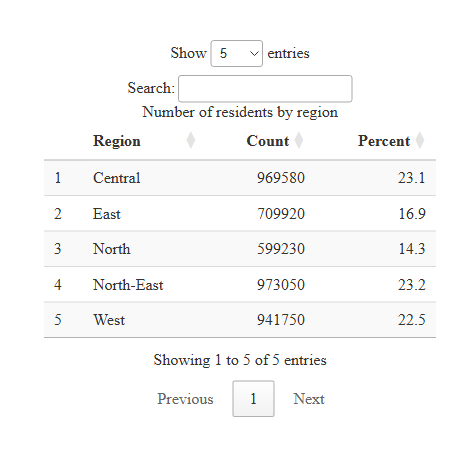 Show 5 entries
Search:
Number of residents by region
Region Count Percent
1 Central 969580 23.1
2 East 709920 16.9
3 North 599230 14.3
4 North-East 973050 23.2
5 West 941750 22.5
Showing 1 to 5 of 5 entries
Previous 1 Next